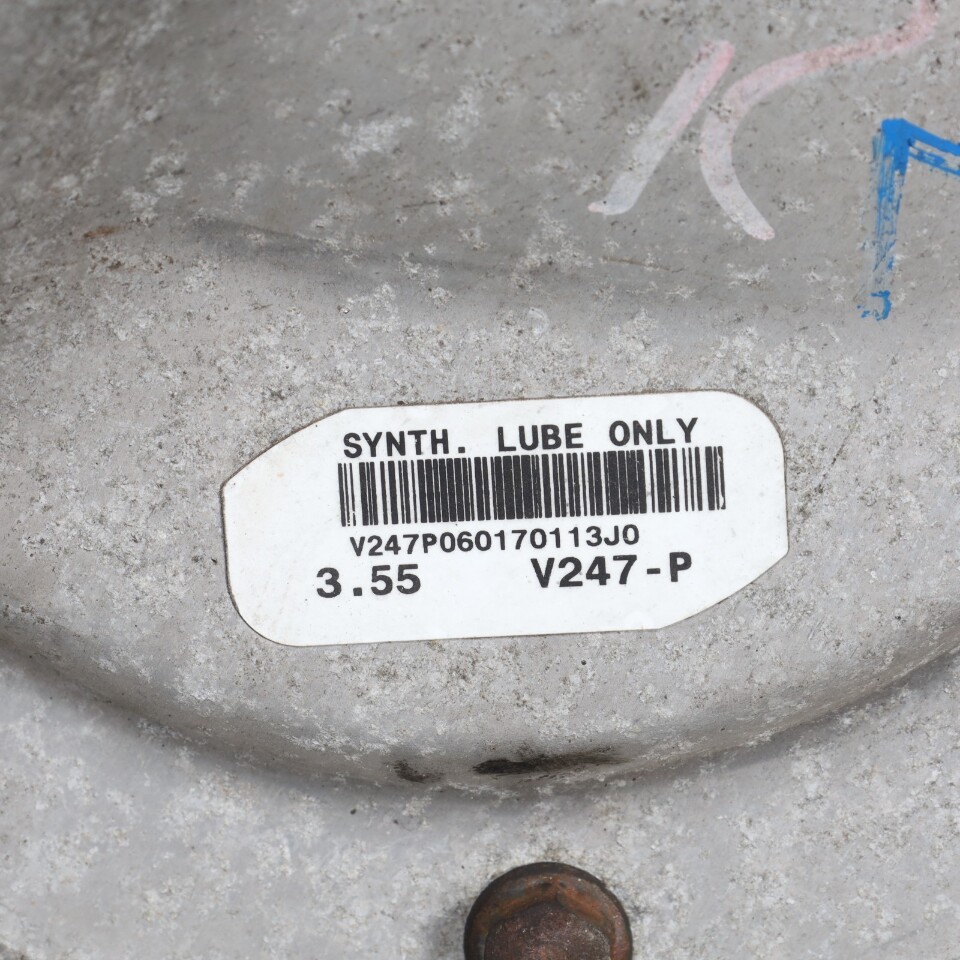 K
SYNTH. LUBE ONLY
V247P060170113J0
3.55 V247-P